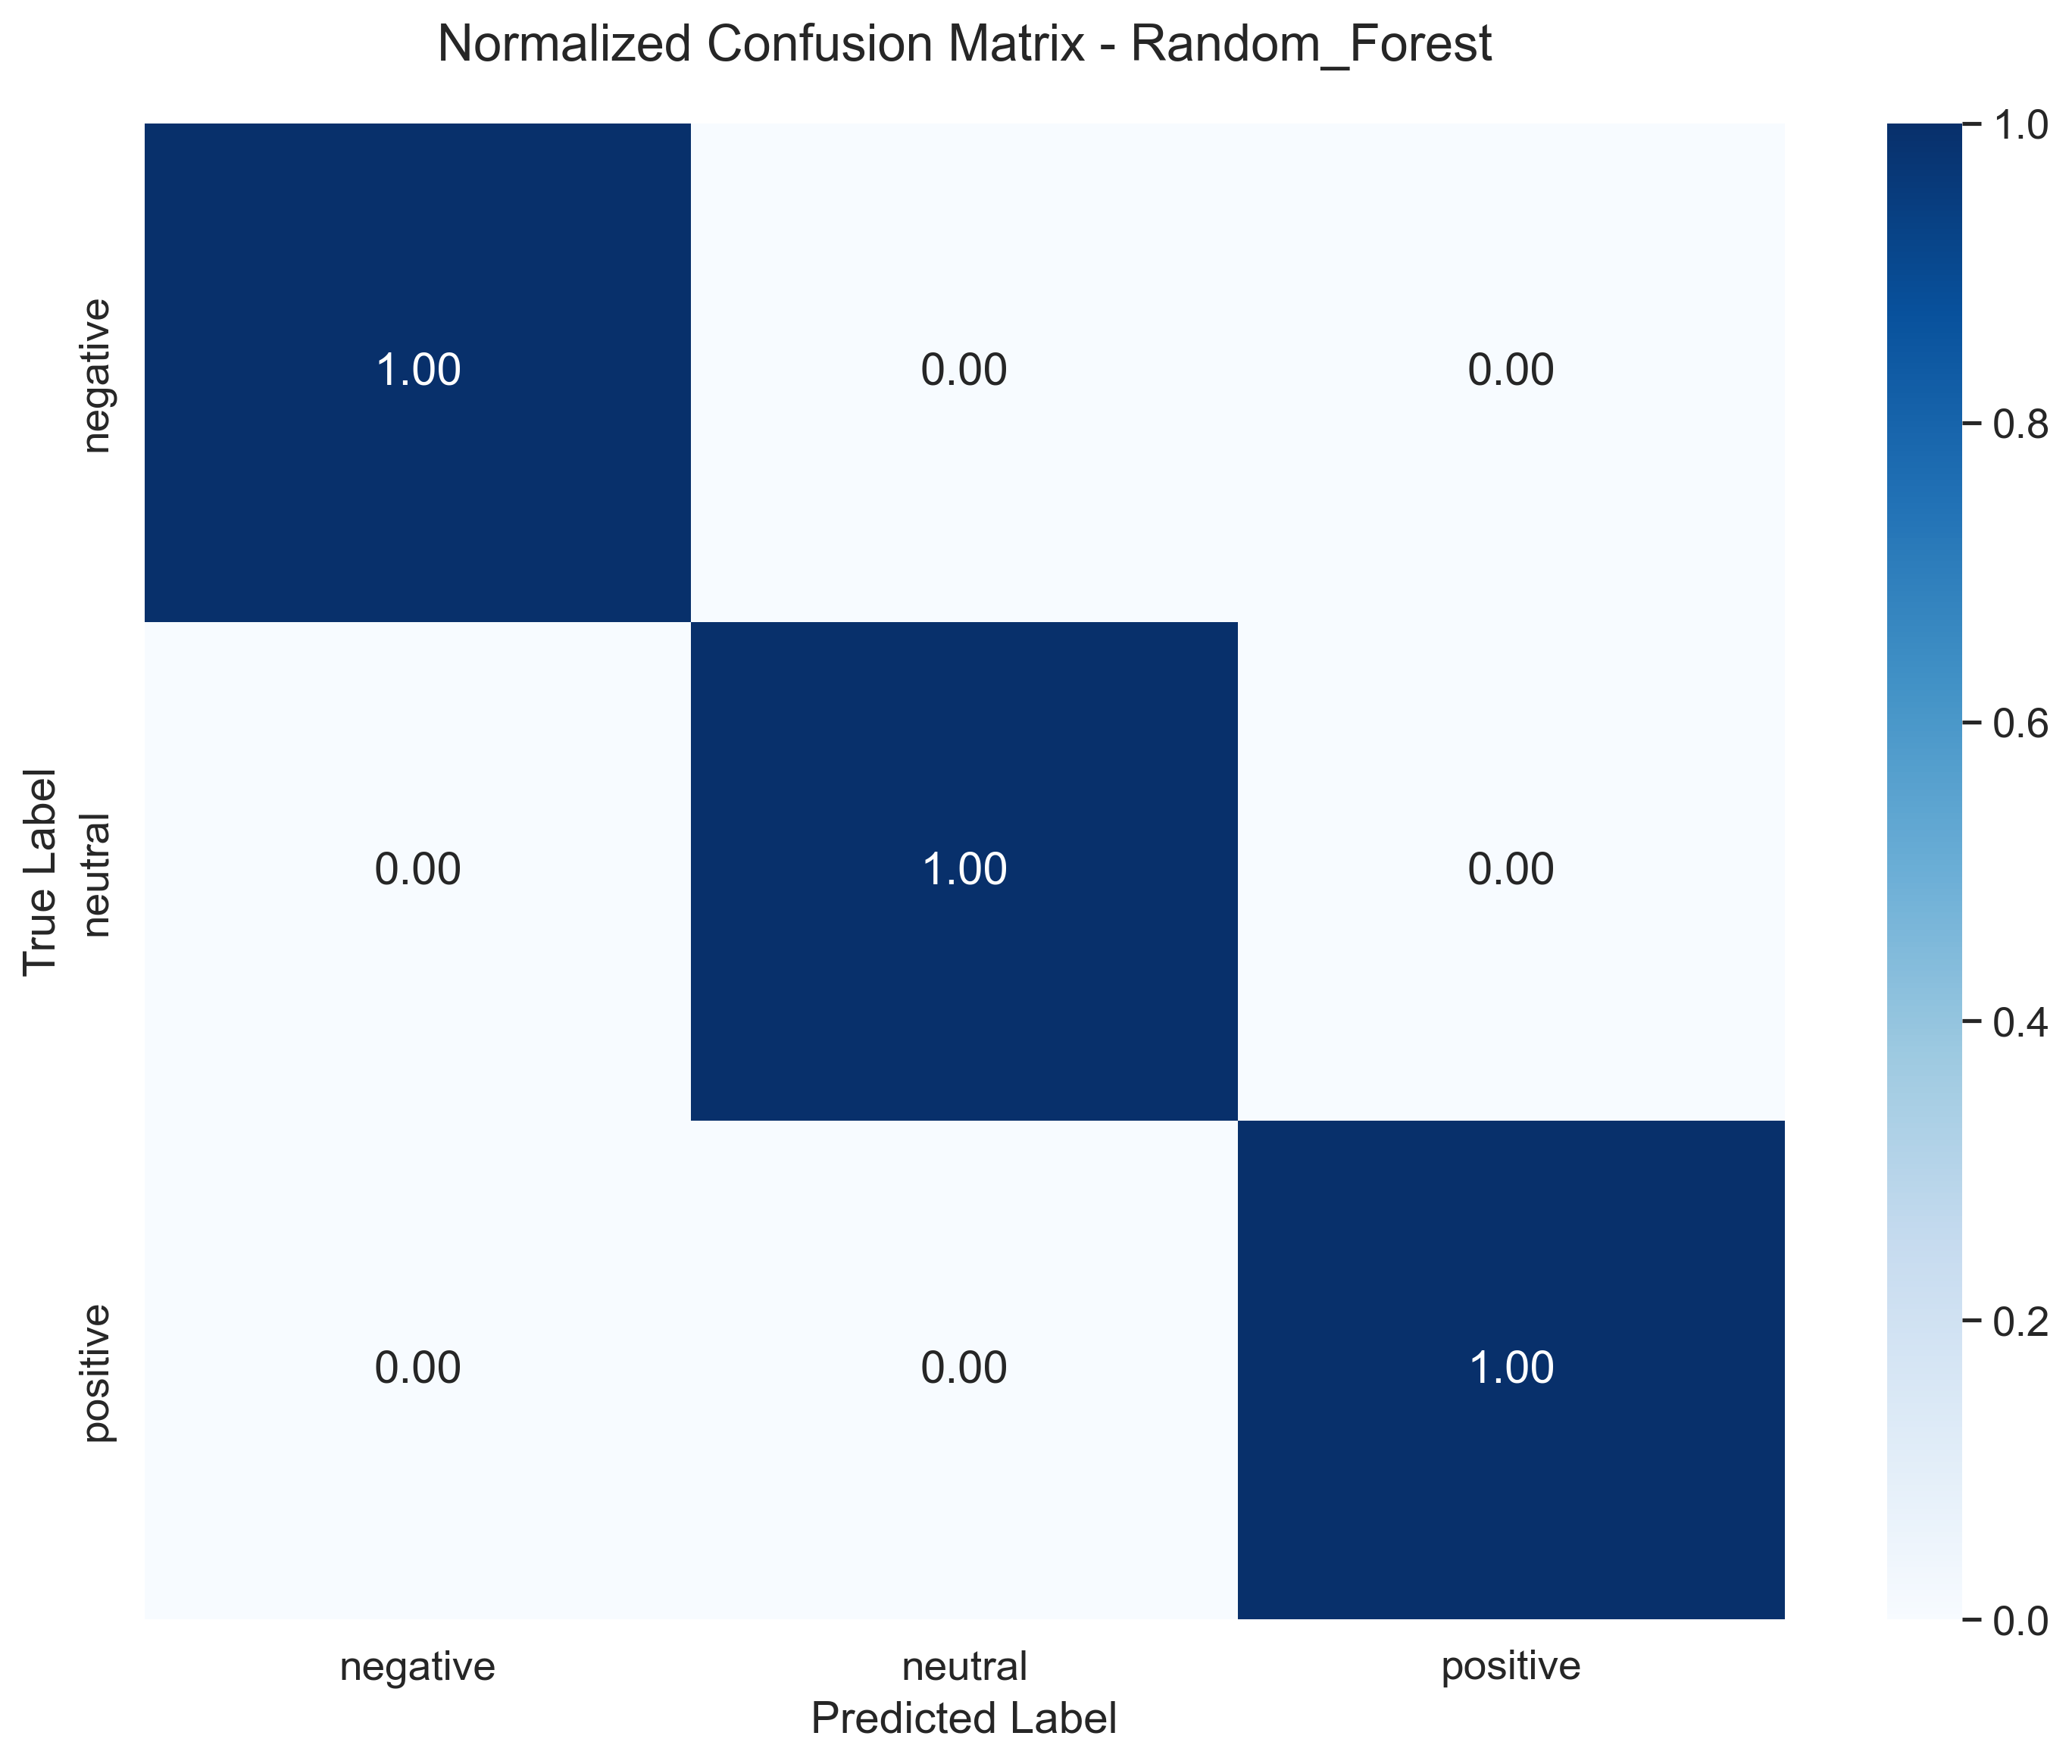 Normalized Confusion Matrix - Random_Forest
1.0
negative
1.00 0.00 0.00
0.8
0.6
True Label
neutral
0.00 1.00 0.00
0.4
positive
0.00 0.00 1.00
0.2
0.0
negative neutral positive
Predicted Label